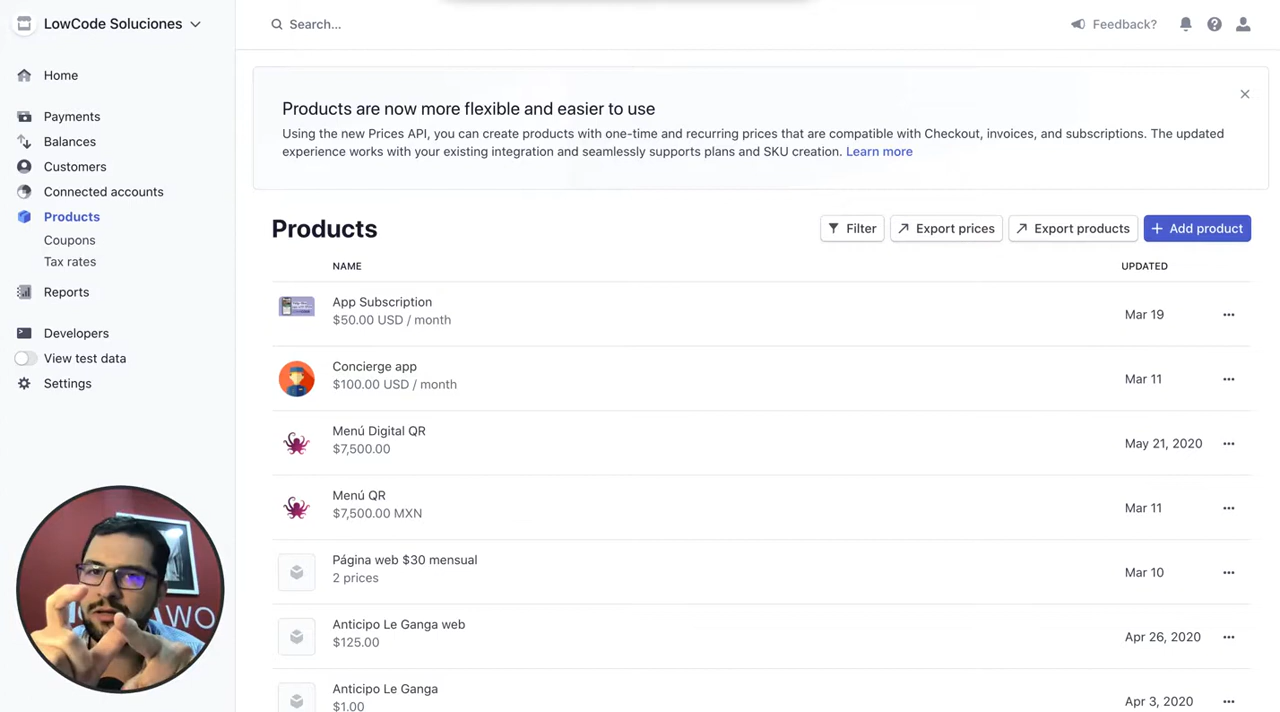 LowCode Soluciones
Search...
Feedback?
Home
Payments
Balances
Customers
Connected accounts
Products
Coupons
Tax rates
Reports
Developers
View test data
Settings
Products are now more flexible and easier to use
Using the new Prices API, you can create products with one-time and recurring prices that are compatible with Checkout, invoices, and subscriptions. The updated
experience works with your existing integration and seamlessly supports plans and SKU creation. Learn more
Products
Filter
Export prices
Export products
Add product
NAME
UPDATED
App Subscription
$50.00 USD / month
Mar 19
Concierge app
$100.00 USD / month
Mar 11
Menú Digital QR
$7,500.00
May 21, 2020
Menú QR
$7,500.00 MXN
Mar 11
Página web $30 mensual
2 prices
Mar 10
Anticipo Le Ganga web
$125.00
Apr 26, 2020
Anticipo Le Ganga
$1.00
Apr 3, 2020